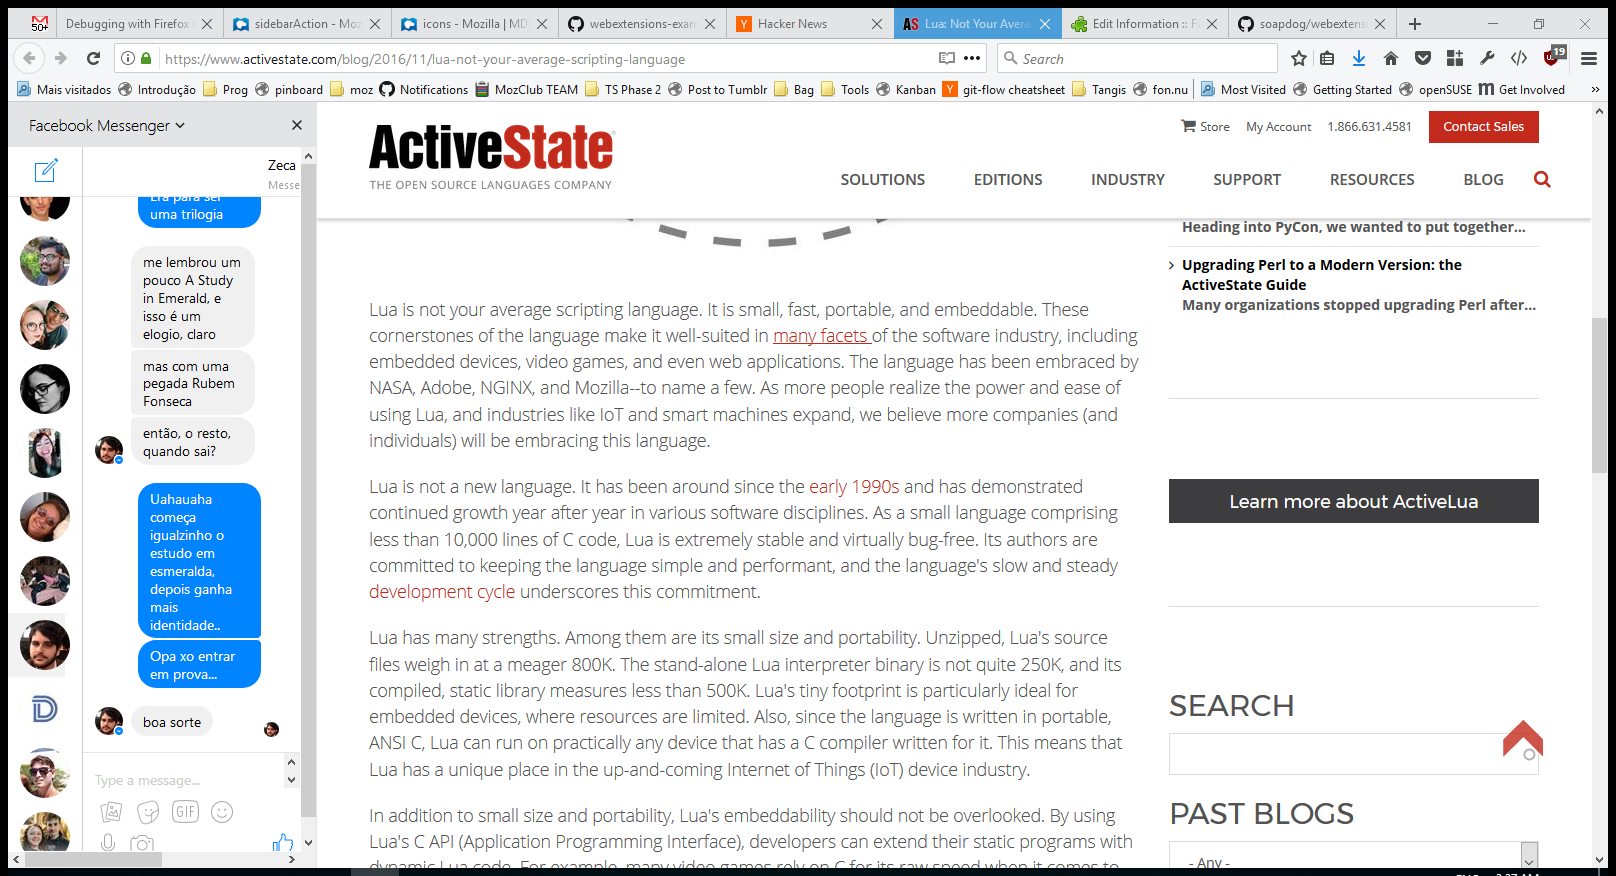 50+
Debugging with Firefox
sidebarAction - Moz
icons - Mozilla | MD
webextensions-exam
Hacker News
AS Lua: Not Your Avera
Edit Information :: F
soapdog/webextens
https://www.activestate.com/blog/2016/11/lua-not-your-average-scripting-language
Search
19
Mais visitados
Introdução
Prog
pinboard
moz
Notifications
MozClub TEAM
TS Phase 2
Post to Tumblr
Bag
Tools
Kanban
git-flow cheatsheet
Tangis
fon.nu
Most Visited
Getting Started
openSUSE
Get Involved
Facebook Messenger
Zeca
Messe
Era para ser
uma trilogia
me lembrou um
pouco A Study
in Emerald, e
isso é um
elogio, claro
mas com uma
pegada Rubem
Fonseca
então, o resto,
quando sai?
Uahauaha
começa
igualzinho o
estudo em
esmeralda,
depois ganha
mais
identidade..
Opa xo entrar
em prova...
boa sorte
Type a message...
GIF
ActiveState
THE OPEN SOURCE LANGUAGES COMPANY
Store
My Account
1.866.631.4581
Contact Sales
SOLUTIONS
EDITIONS
INDUSTRY
SUPPORT
RESOURCES
BLOG
Lua is not your average scripting language. It is small, fast, portable, and embeddable. These
cornerstones of the language make it well-suited in many facets of the software industry, including
embedded devices, video games, and even web applications. The language has been embraced by
NASA, Adobe, NGINX, and Mozilla--to name a few. As more people realize the power and ease of
using Lua, and industries like IoT and smart machines expand, we believe more companies (and
individuals) will be embracing this language.
Lua is not a new language. It has been around since the early 1990s and has demonstrated
continued growth year after year in various software disciplines. As a small language comprising
less than 10,000 lines of C code, Lua is extremely stable and virtually bug-free. Its authors are
committed to keeping the language simple and performant, and the language's slow and steady
development cycle underscores this commitment.
Lua has many strengths. Among them are its small size and portability. Unzipped, Lua's source
files weigh in at a meager 800K. The stand-alone Lua interpreter binary is not quite 250K, and its
compiled, static library measures less than 500K. Lua's tiny footprint is particularly ideal for
embedded devices, where resources are limited. Also, since the language is written in portable,
ANSI C, Lua can run on practically any device that has a C compiler written for it. This means that
Lua has a unique place in the up-and-coming Internet of Things (IoT) device industry.
In addition to small size and portability, Lua's embeddability should not be overlooked. By using
Lua's C API (Application Programming Interface), developers can extend their static programs with
dynamic Lua code. For example, many video games rely on C for its raw speed when it comes to
Heading into PyCon, we wanted to put together...
Upgrading Perl to a Modern Version: the
ActiveState Guide
Many organizations stopped upgrading Perl after...
Learn more about ActiveLua
SEARCH
PAST BLOGS
- Any -